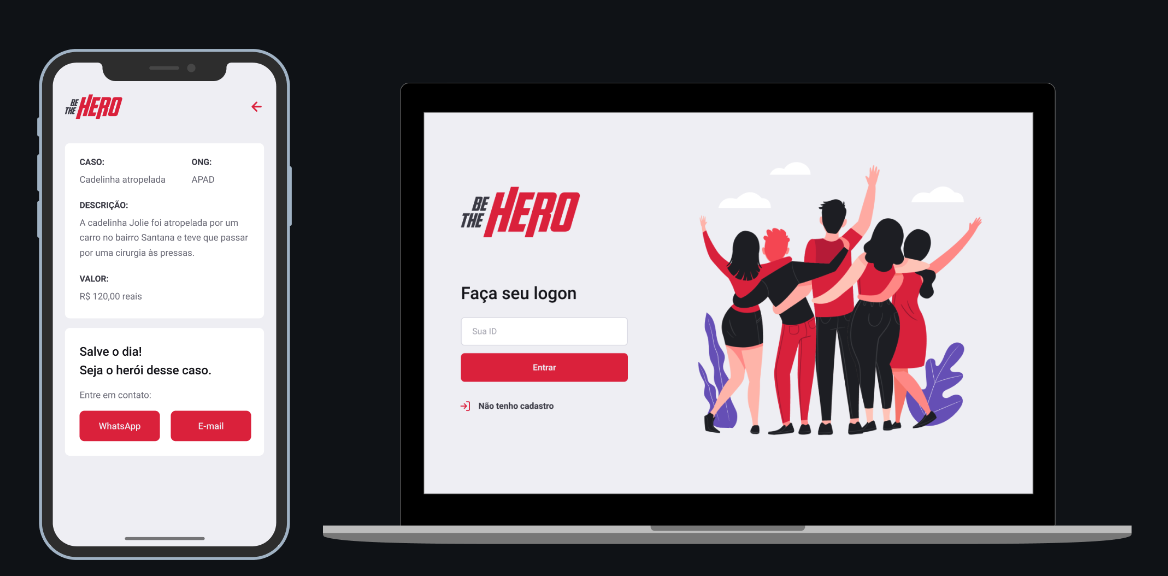 BE
THE HERO
CASO: ONG:
Cadelinha atropelada APAD
DESCRIÇÃO:
A cadelinha Jolie foi atropelada por um
carro no bairro Santana e teve que passar
por uma cirurgia às pressas.
VALOR:
R$ 120,00 reais
Salve o dia!
Seja o herói desse caso.
Entre em contato:
WhatsApp E-mail
BE
THE HERO
Faça seu logon
Sua ID
Entrar
Não tenho cadastro